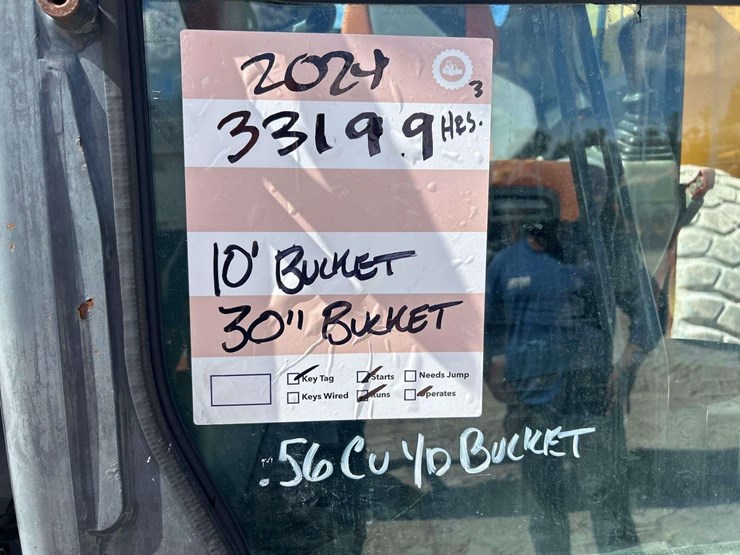 2024
3
3319.9 HRS.
10' BUCKET
30" BUCKET
Key Tag Starts Needs Jump
Keys Wired Runs Operates
.56 CU YD BUCKET